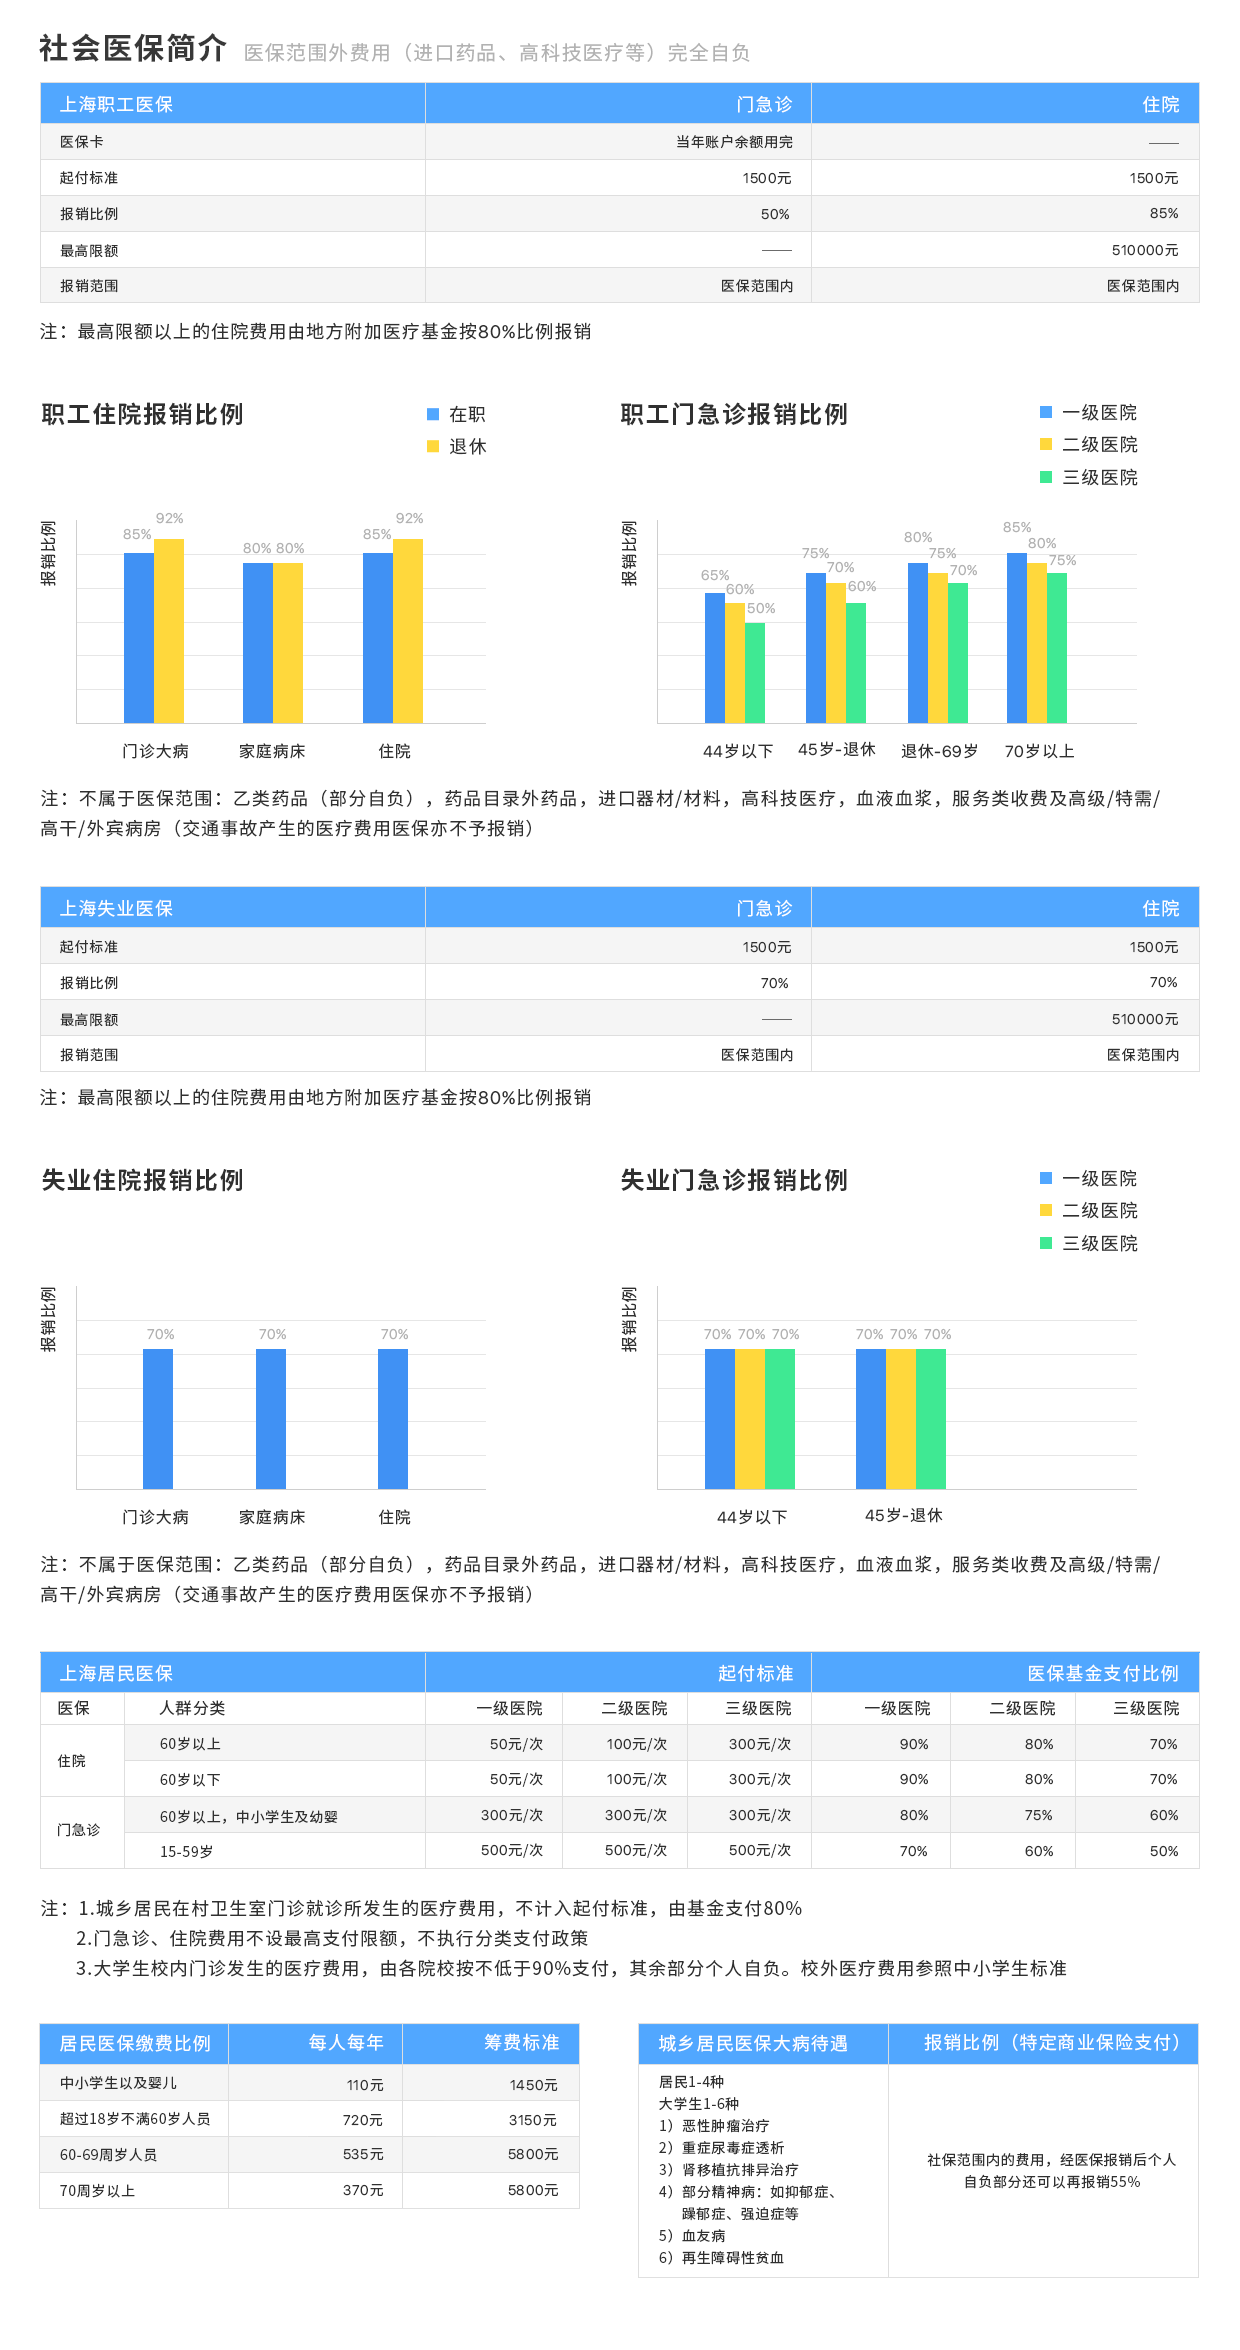 社会医保简介 医保范围外费用（进口药品、高科技医疗等）完全自负
上海职工医保 门急诊 住院
医保卡 当年账户余额用完 ——
起付标准 1500元 1500元
报销比例 50% 85%
最高限额 —— 510000元
报销范围 医保范围内 医保范围内
注：最高限额以上的住院费用由地方附加医疗基金按80%比例报销
职工住院报销比例
在职
退休
报销比例
85% 92% 80% 80% 85% 92%
门诊大病 家庭病床 住院
职工门急诊报销比例
一级医院
二级医院
三级医院
报销比例
65% 60% 50% 75% 70% 60% 80% 75% 70% 85% 80% 75%
44岁以下 45岁-退休 退休-69岁 70岁以上
注：不属于医保范围：乙类药品（部分自负），药品目录外药品，进口器材/材料，高科技医疗，血液血浆，服务类收费及高级/特需/
高干/外宾病房（交通事故产生的医疗费用医保亦不予报销）
上海失业医保 门急诊 住院
起付标准 1500元 1500元
报销比例 70% 70%
最高限额 —— 510000元
报销范围 医保范围内 医保范围内
注：最高限额以上的住院费用由地方附加医疗基金按80%比例报销
失业住院报销比例
报销比例
70% 70% 70%
门诊大病 家庭病床 住院
失业门急诊报销比例
一级医院
二级医院
三级医院
报销比例
70% 70% 70% 70% 70% 70%
44岁以下 45岁-退休
注：不属于医保范围：乙类药品（部分自负），药品目录外药品，进口器材/材料，高科技医疗，血液血浆，服务类收费及高级/特需/
高干/外宾病房（交通事故产生的医疗费用医保亦不予报销）
上海居民医保 起付标准 医保基金支付比例
医保 人群分类 一级医院 二级医院 三级医院 一级医院 二级医院 三级医院
住院
60岁以上 50元/次 100元/次 300元/次 90% 80% 70%
60岁以下 50元/次 100元/次 300元/次 90% 80% 70%
门急诊
60岁以上，中小学生及幼婴 300元/次 300元/次 300元/次 80% 75% 60%
15-59岁 500元/次 500元/次 500元/次 70% 60% 50%
注：1.城乡居民在村卫生室门诊就诊所发生的医疗费用，不计入起付标准，由基金支付80%
2.门急诊、住院费用不设最高支付限额，不执行分类支付政策
3.大学生校内门诊发生的医疗费用，由各院校按不低于90%支付，其余部分个人自负。校外医疗费用参照中小学生标准
居民医保缴费比例 每人每年 筹费标准
中小学生以及婴儿 110元 1450元
超过18岁不满60岁人员 720元 3150元
60-69周岁人员 535元 5800元
70周岁以上 370元 5800元
城乡居民医保大病待遇 报销比例（特定商业保险支付）
居民1-4种
大学生1-6种
1）恶性肿瘤治疗
2）重症尿毒症透析
3）肾移植抗排异治疗
4）部分精神病：如抑郁症、
躁郁症、强迫症等
5）血友病
6）再生障碍性贫血
社保范围内的费用，经医保报销后个人
自负部分还可以再报销55%